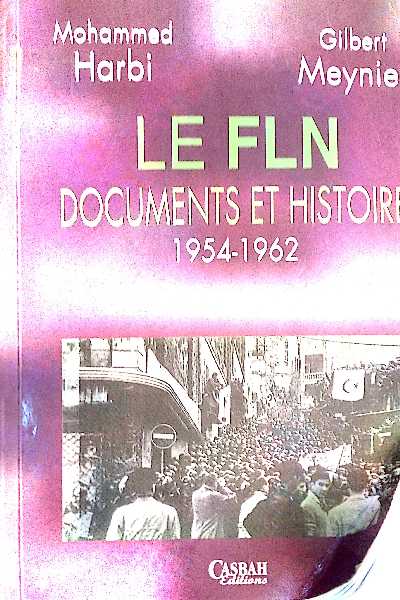 Mohammed
Harbi
Gilbert
Meynie
LE FLN
DOCUMENTS ET HISTOIRE
1954-1962
CASBAH
Editions